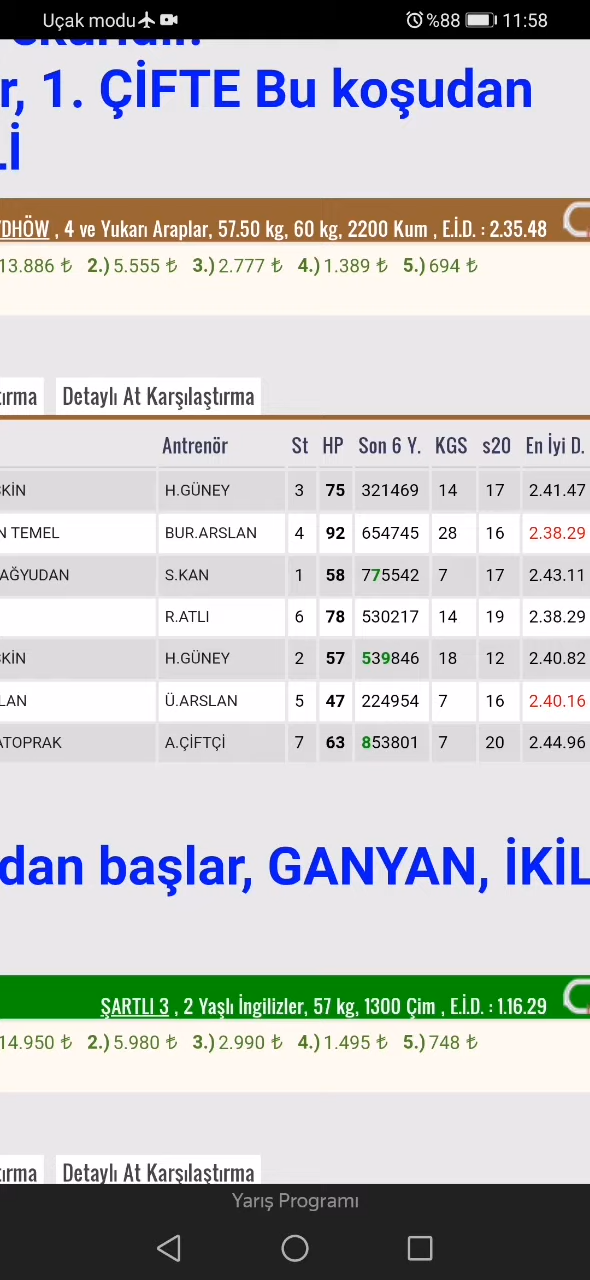 Uçak modu %88 11:58
r, 1. ÇİFTE Bu koşudan
Lİ
YDHÖW , 4 ve Yukarı Araplar, 57.50 kg, 60 kg, 2200 Kum , E.İ.D. : 2.35.48
13.886 ₺ 2.) 5.555 ₺ 3.) 2.777 ₺ 4.) 1.389 ₺ 5.) 694 ₺
tırma Detaylı At Karşılaştırma
Antrenör St HP Son 6 Y. KGS s20 En İyi D.
KİN H.GÜNEY 3 75 321469 14 17 2.41.47
N TEMEL BUR.ARSLAN 4 92 654745 28 16 2.38.29
AĞYUDAN S.KAN 1 58 775542 7 17 2.43.11
R.ATLI 6 78 530217 14 19 2.38.29
KİN H.GÜNEY 2 57 539846 18 12 2.40.82
LAN Ü.ARSLAN 5 47 224954 7 16 2.40.16
ATOPRAK A.ÇİFTÇİ 7 63 853801 7 20 2.44.96
dan başlar, GANYAN, İKİL
ŞARTLI 3 , 2 Yaşlı İngilizler, 57 kg, 1300 Çim , E.İ.D. : 1.16.29
14.950 ₺ 2.) 5.980 ₺ 3.) 2.990 ₺ 4.) 1.495 ₺ 5.) 748 ₺
tırma Detaylı At Karşılaştırma
Yarış Programı